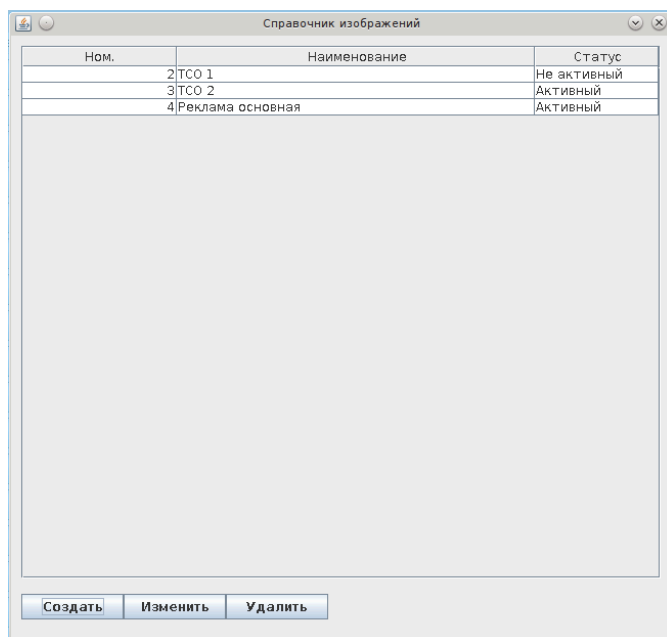 Справочник изображений
Ном. Наименование Статус
2 ТСО 1 Не активный
3 ТСО 2 Активный
4 Реклама основная Активный
Создать Изменить Удалить